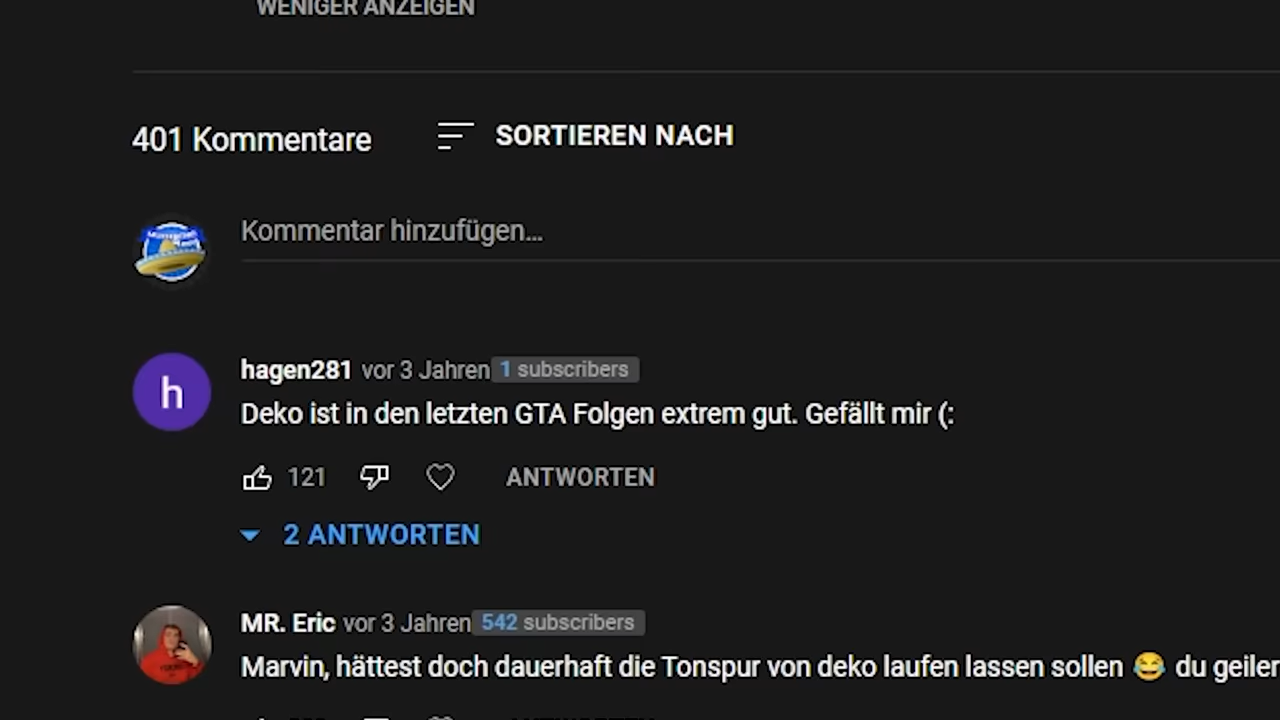 WENIGER ANZEIGEN
401 Kommentare SORTIEREN NACH
Kommentar hinzufügen...
h hagen281 vor 3 Jahren 1 subscribers
Deko ist in den letzten GTA Folgen extrem gut. Gefällt mir (:
121 ANTWORTEN
2 ANTWORTEN
MR. Eric vor 3 Jahren 542 subscribers
Marvin, hättest doch dauerhaft die Tonspur von deko laufen lassen sollen 😂 du geiler